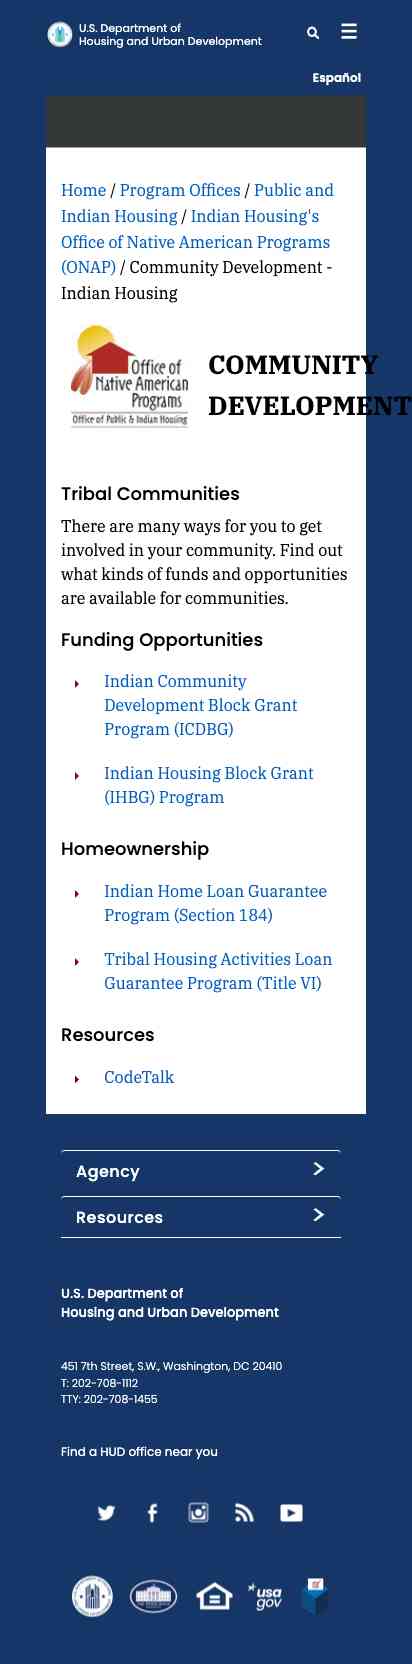 U.S. Department of
Housing and Urban Development
Español
Home / Program Offices / Public and
Indian Housing / Indian Housing's
Office of Native American Programs
(ONAP) / Community Development -
Indian Housing
Office of
Native American
Programs
Office of Public & Indian Housing
COMMUNITY
DEVELOPMENT
Tribal Communities
There are many ways for you to get
involved in your community. Find out
what kinds of funds and opportunities
are available for communities.
Funding Opportunities
Indian Community
Development Block Grant
Program (ICDBG)
Indian Housing Block Grant
(IHBG) Program
Homeownership
Indian Home Loan Guarantee
Program (Section 184)
Tribal Housing Activities Loan
Guarantee Program (Title VI)
Resources
CodeTalk
Agency
Resources
U.S. Department of
Housing and Urban Development
451 7th Street, S.W., Washington, DC 20410
T: 202-708-1112
TTY: 202-708-1455
Find a HUD office near you
usa
gov